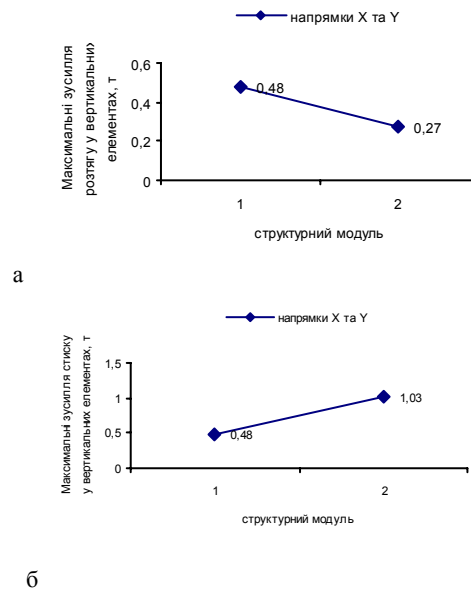 напрямки X та Y
Максимальні зусилля
розтягу у вертикальних
елементах, т
0,6
0,4
0,2
0
0,48
0,27
1
2
структурний модуль
а
напрямки X та Y
Максимальні зусилля стиску
у вертикальних елементах, т
1,5
1
0,5
0
0,48
1,03
1
2
структурний модуль
б